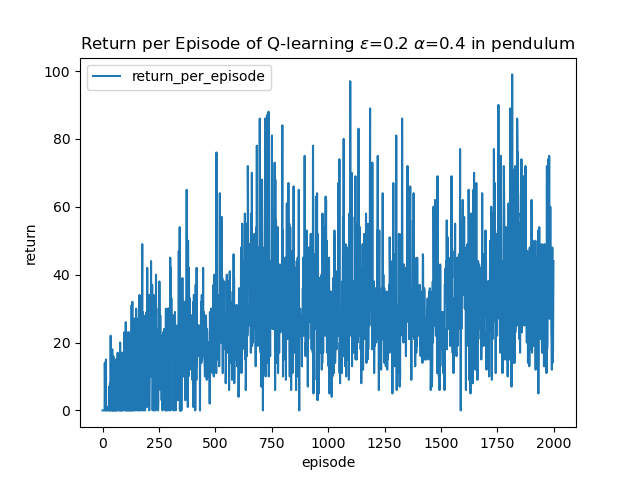 Return per Episode of Q-learning ε=0.2 α=0.4 in pendulum
return_per_episode
100
80
60
40
20
0
return
0 250 500 750 1000 1250 1500 1750 2000
episode